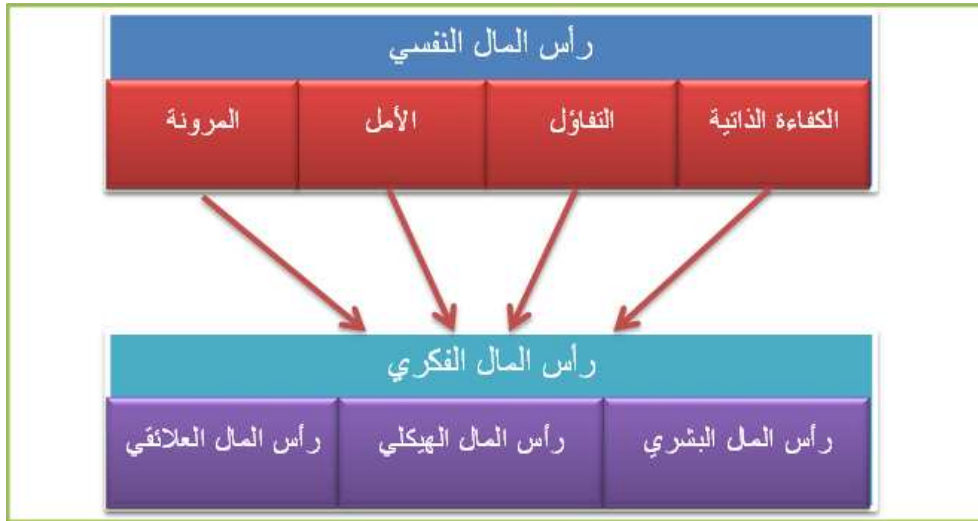 رأس المال النفسي
الكفاءة الذاتية
التفاؤل
الأمل
المرونة
رأس المال الفكري
رأس المال البشري
رأس المال الهيكلي
رأس المال العلائقي